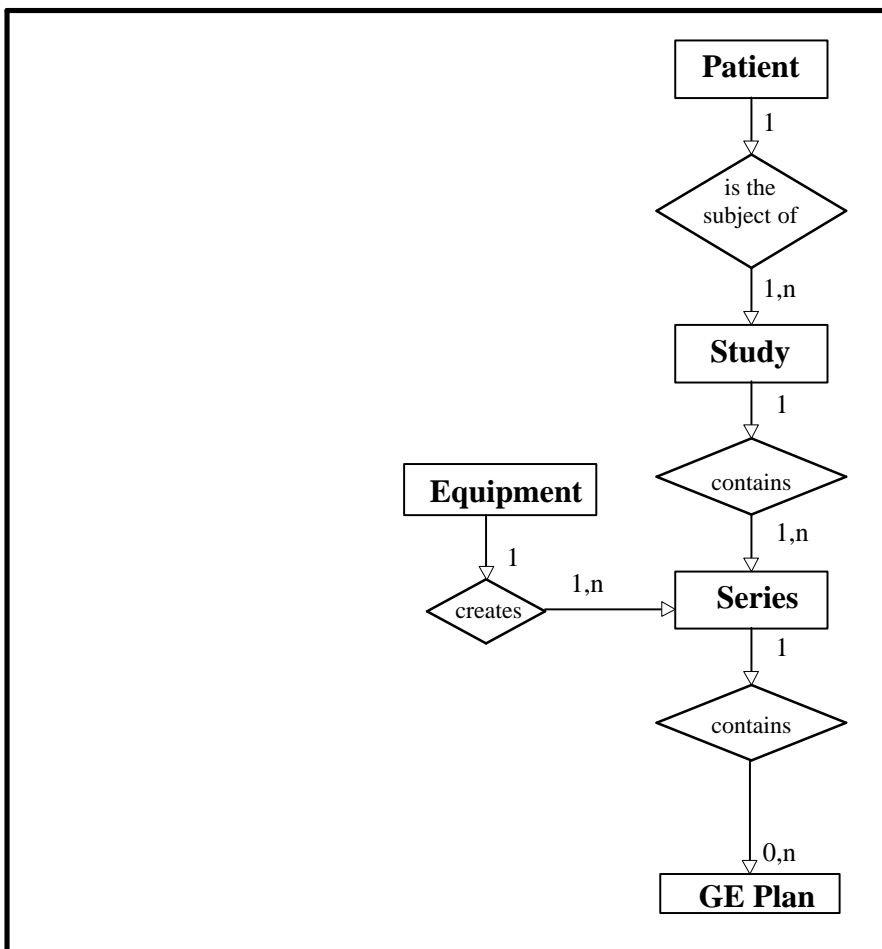 Patient
1
is the
subject of
1,n
Study
1
contains
1,n
Equipment
1
creates
1,n
Series
1
contains
0,n
GE Plan